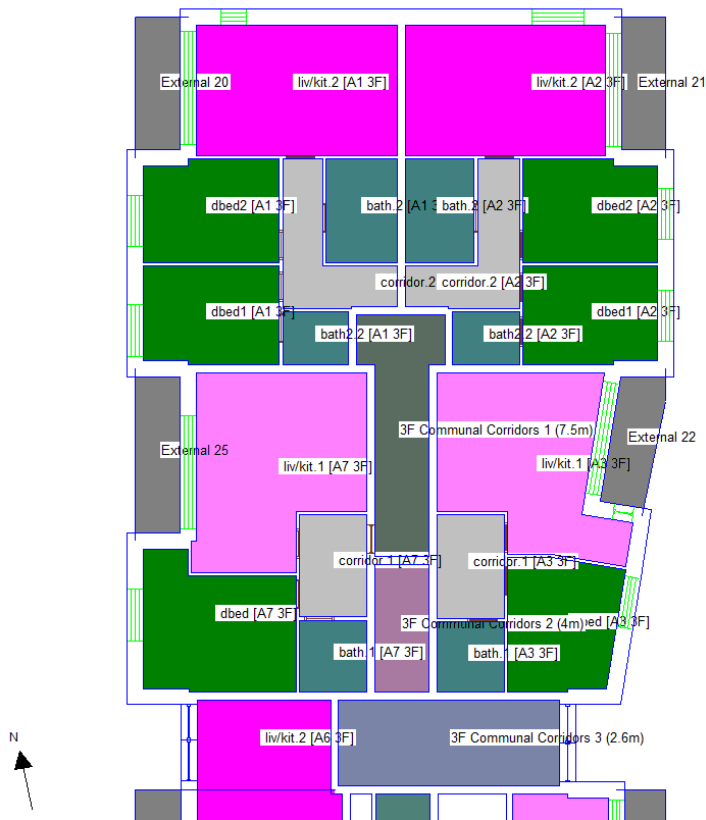 liv/kit.2 [A1 3F]
liv/kit.2 [A2 3F]
External 20
External 21
dbed2 [A1 3F]
bath.2 [A1 3
bath.2 [A2 3F]
dbed2 [A2 3F]
corridor.2
corridor.2 [A2 3F]
dbed1 [A1 3F]
dbed1 [A2 3F]
bath2.2 [A1 3F]
bath2.2 [A2 3F]
3F Communal Corridors 1 (7.5m)
External 22
External 25
liv/kit.1 [A7 3F]
liv/kit.1 [A3 3F]
corridor.1 [A7 3F]
corridor.1 [A3 3F]
dbed [A7 3F]
3F Communal Corridors 2 (4m)
bed [A3 3F]
bath.1 [A7 3F]
bath.1 [A3 3F]
liv/kit.2 [A6 3F]
3F Communal Corridors 3 (2.6m)
N